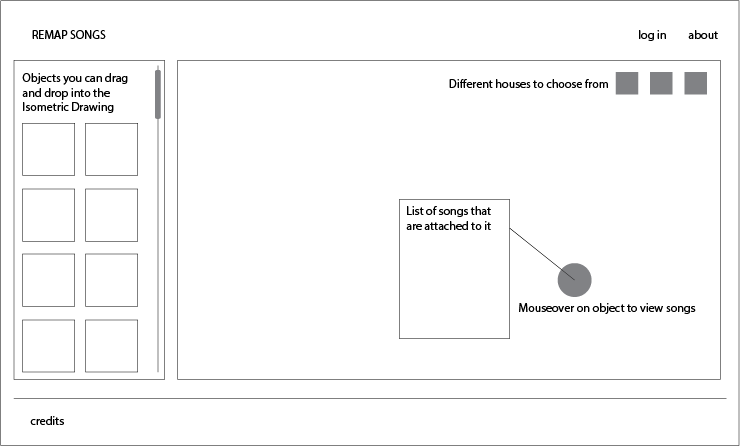 REMAP SONGS
log in
about
Objects you can drag
and drop into the
Isometric Drawing
Different houses to choose from
List of songs that
are attached to it
Mouseover on object to view songs
credits